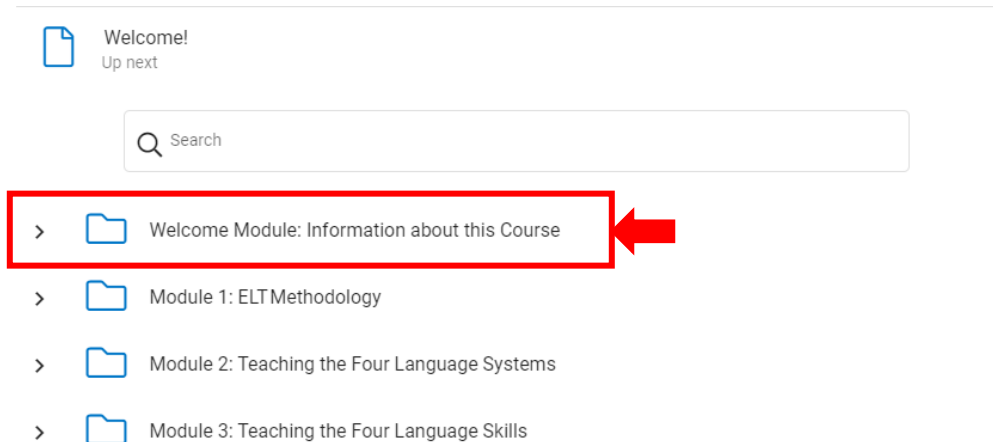 Welcome!
Up next
Search
Welcome Module: Information about this Course
Module 1: ELT Methodology
Module 2: Teaching the Four Language Systems
Module 3: Teaching the Four Language Skills